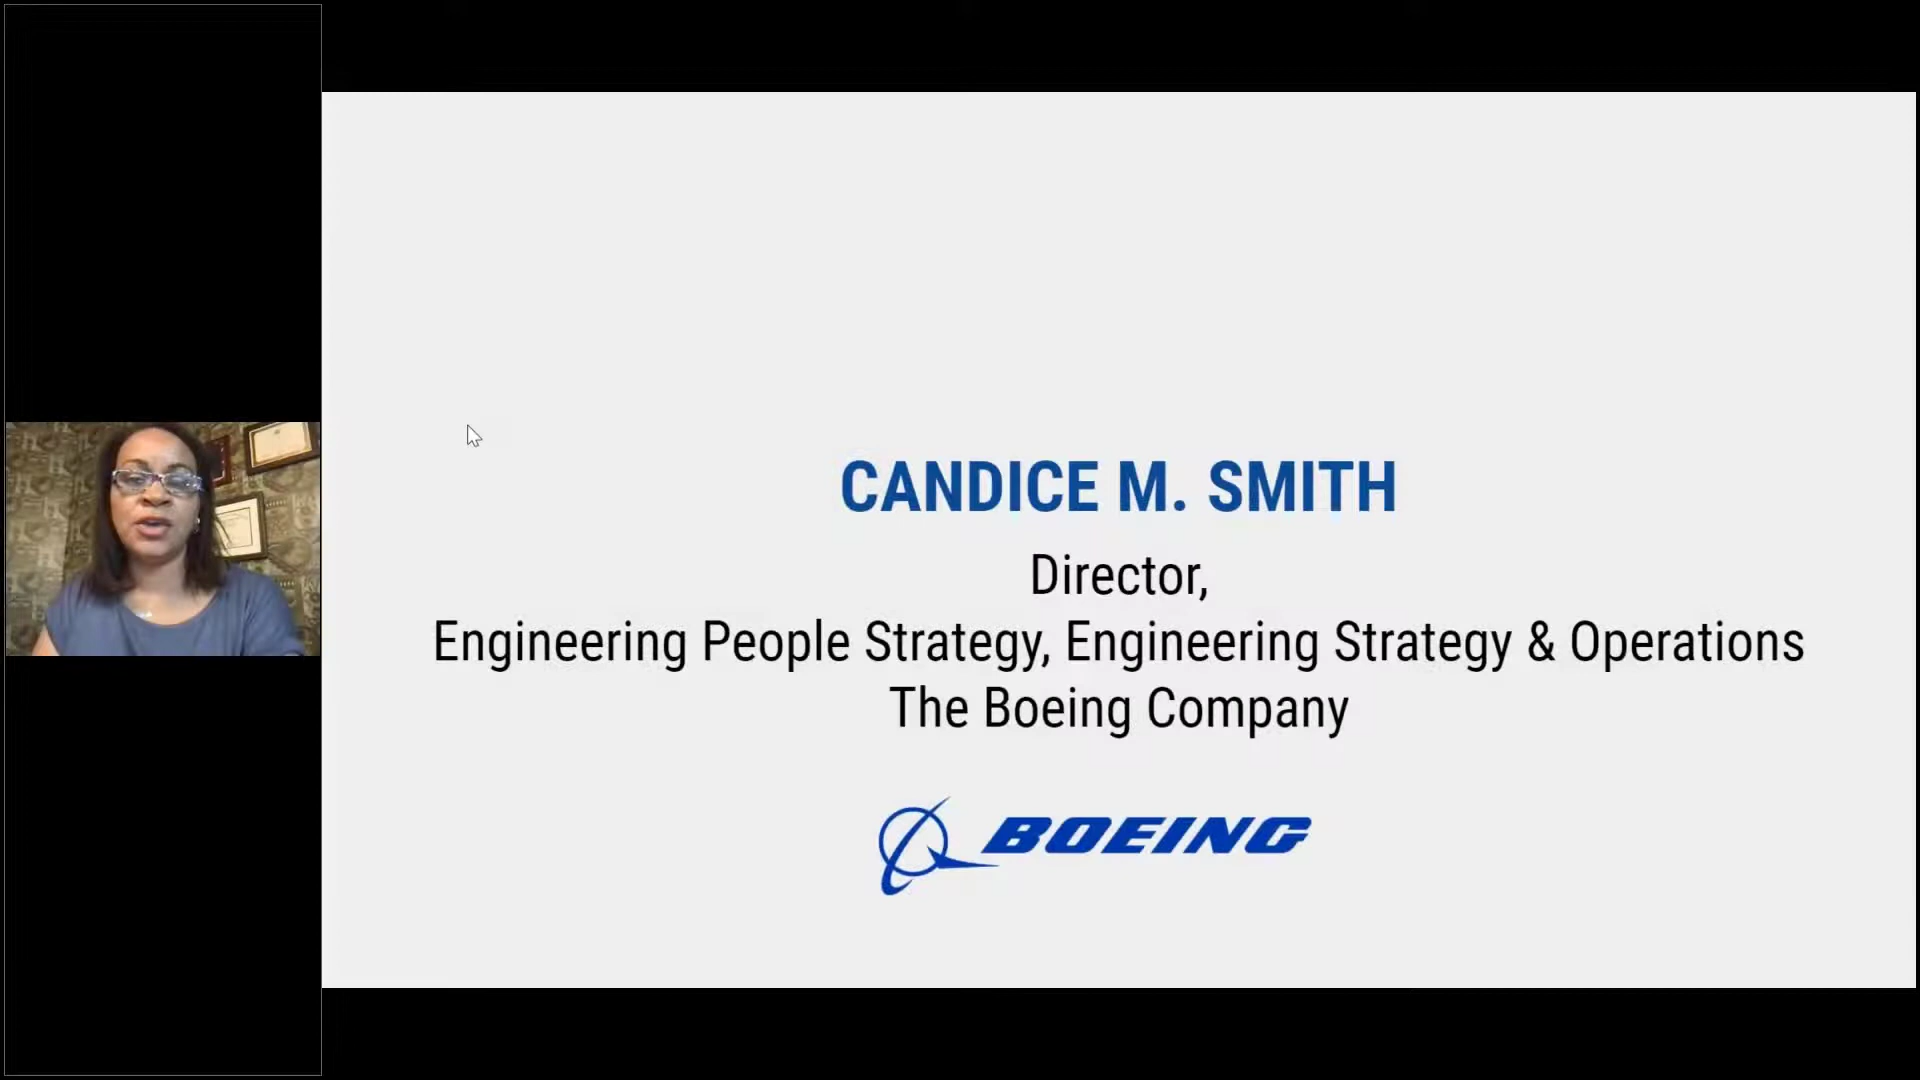 CANDICE M. SMITH
Director,
Engineering People Strategy, Engineering Strategy & Operations
The Boeing Company
BOEING